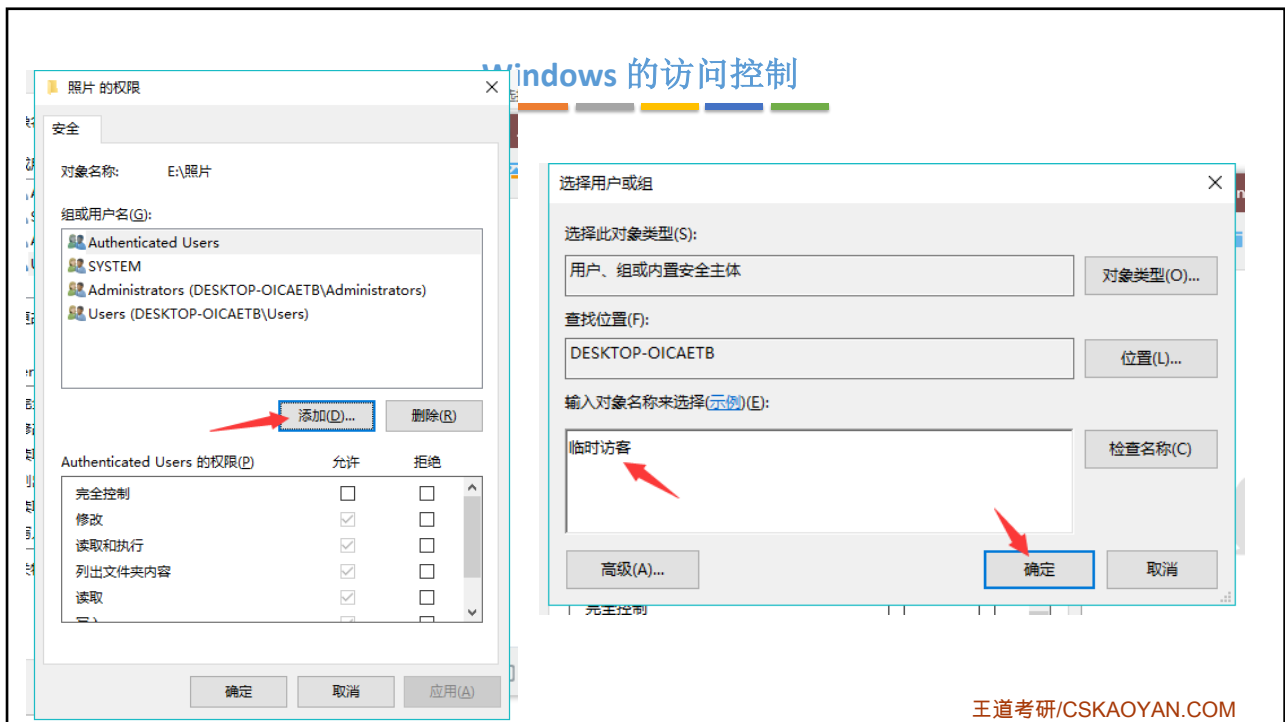 Windows 的访问控制
照片 的权限
安全
对象名称: E:\照片
组或用户名(G):
Authenticated Users
SYSTEM
Administrators (DESKTOP-OICAETB\Administrators)
Users (DESKTOP-OICAETB\Users)
添加(D)...
删除(R)
Authenticated Users 的权限(P) 允许 拒绝
完全控制
修改
读取和执行
列出文件夹内容
读取
确定
取消
应用(A)
选择用户或组
选择此对象类型(S):
用户、组或内置安全主体
对象类型(O)...
查找位置(F):
DESKTOP-OICAETB
位置(L)...
输入对象名称来选择(示例)(E):
临时访客
检查名称(C)
高级(A)...
确定
取消
完全控制
王道考研/CSKAOYAN.COM